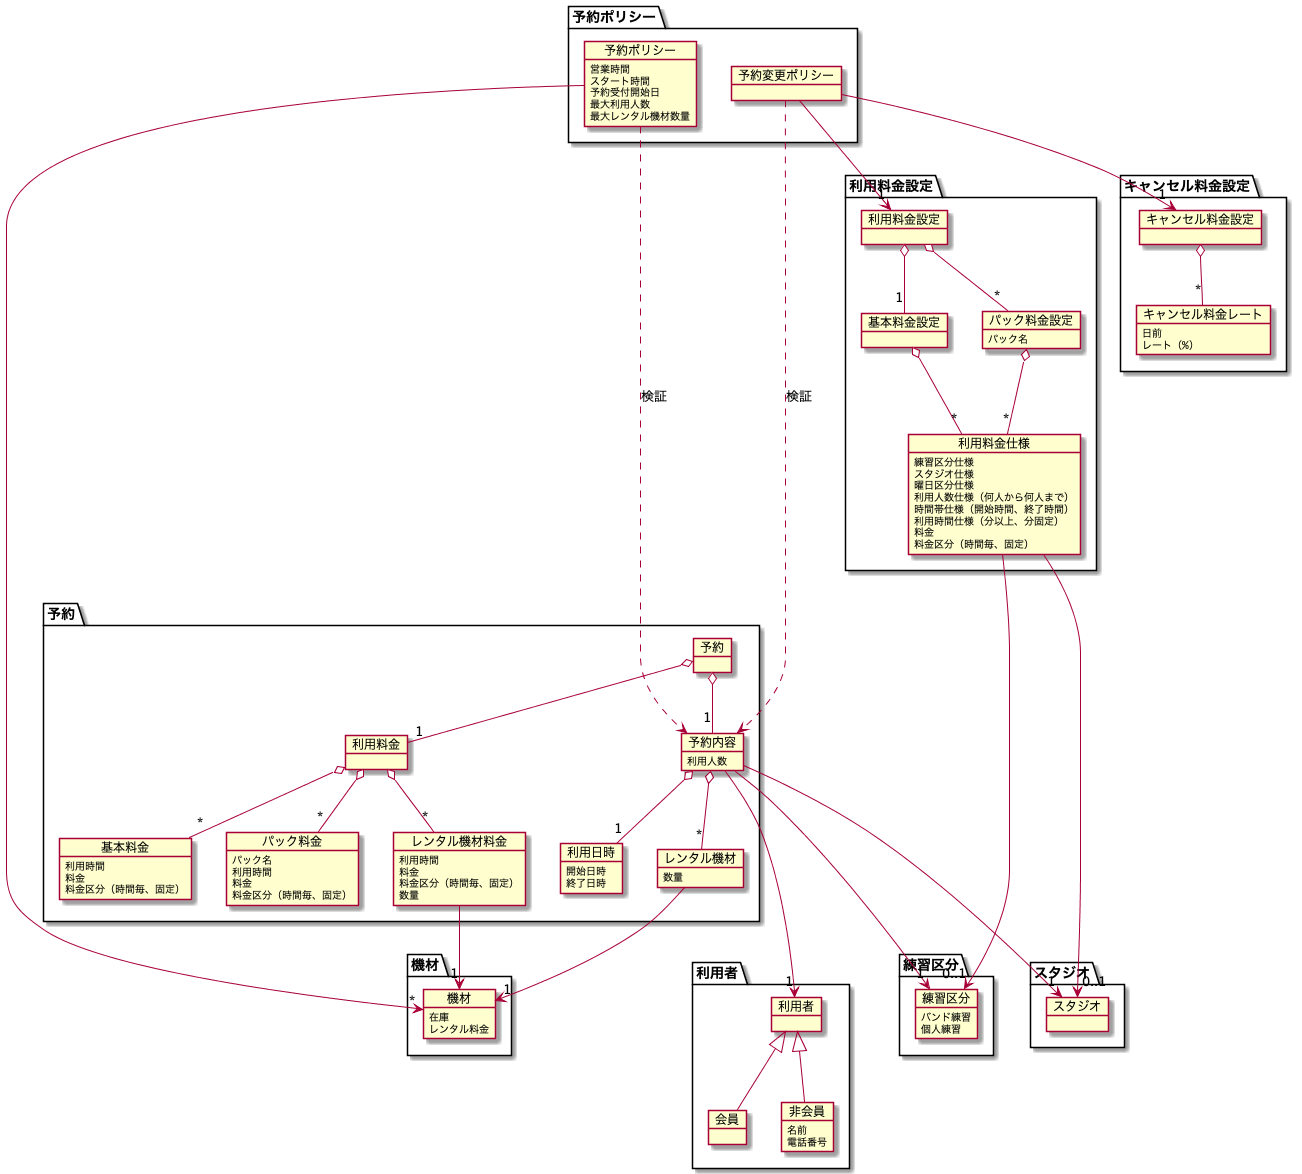 予約ポリシー
予約ポリシー
営業時間
スタート時間
予約受付開始日
最大利用人数
最大レンタル機材数量
予約変更ポリシー
利用料金設定
1
利用料金設定
1
*
基本料金設定
パック料金設定
パック名
*
*
利用料金仕様
練習区分仕様
スタジオ仕様
曜日区分仕様
利用人数仕様（何人から何人まで）
時間帯仕様（開始時間、終了時間）
利用時間仕様（分以上、分固定）
料金
料金区分（時間毎、固定）
キャンセル料金設定
1
キャンセル料金設定
*
キャンセル料金レート
日前
レート（%）
検証
検証
予約
予約
1
1
利用料金
予約内容
利用人数
*
*
*
1
*
基本料金
利用時間
料金
料金区分（時間毎、固定）
パック料金
パック名
利用時間
料金
料金区分（時間毎、固定）
レンタル機材料金
利用時間
料金
料金区分（時間毎、固定）
数量
利用日時
開始日時
終了日時
レンタル機材
数量
機材
1
*
1
機材
在庫
レンタル料金
利用者
1
利用者
会員
非会員
名前
電話番号
練習区分
1
0..1
練習区分
バンド練習
個人練習
スタジオ
1
0..1
スタジオ